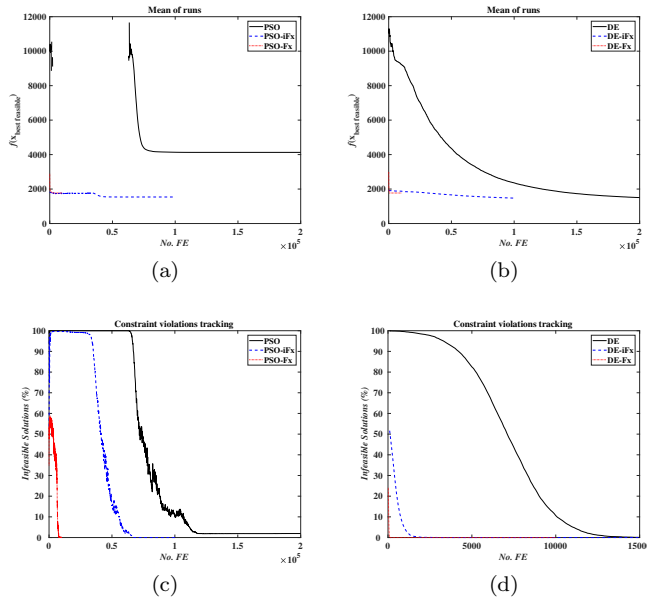 Mean of runs
12000
10000
8000
6000
4000
2000
0
f(x best feasible)
PSO
PSO-iFx
PSO-Fx
0
0.5
1
1.5
2
No. FE
×10^5
(a)
Mean of runs
12000
10000
8000
6000
4000
2000
0
f(x best feasible)
DE
DE-iFx
DE-Fx
0
0.5
1
1.5
2
No. FE
×10^5
(b)
Constraint violations tracking
100
90
80
70
60
50
40
30
20
10
0
Infeasible Solutions (%)
PSO
PSO-iFx
PSO-Fx
0
0.5
1
1.5
2
No. FE
×10^5
(c)
Constraint violations tracking
100
90
80
70
60
50
40
30
20
10
0
Infeasible Solutions (%)
DE
DE-iFx
DE-Fx
0
5000
10000
1500
No. FE
(d)